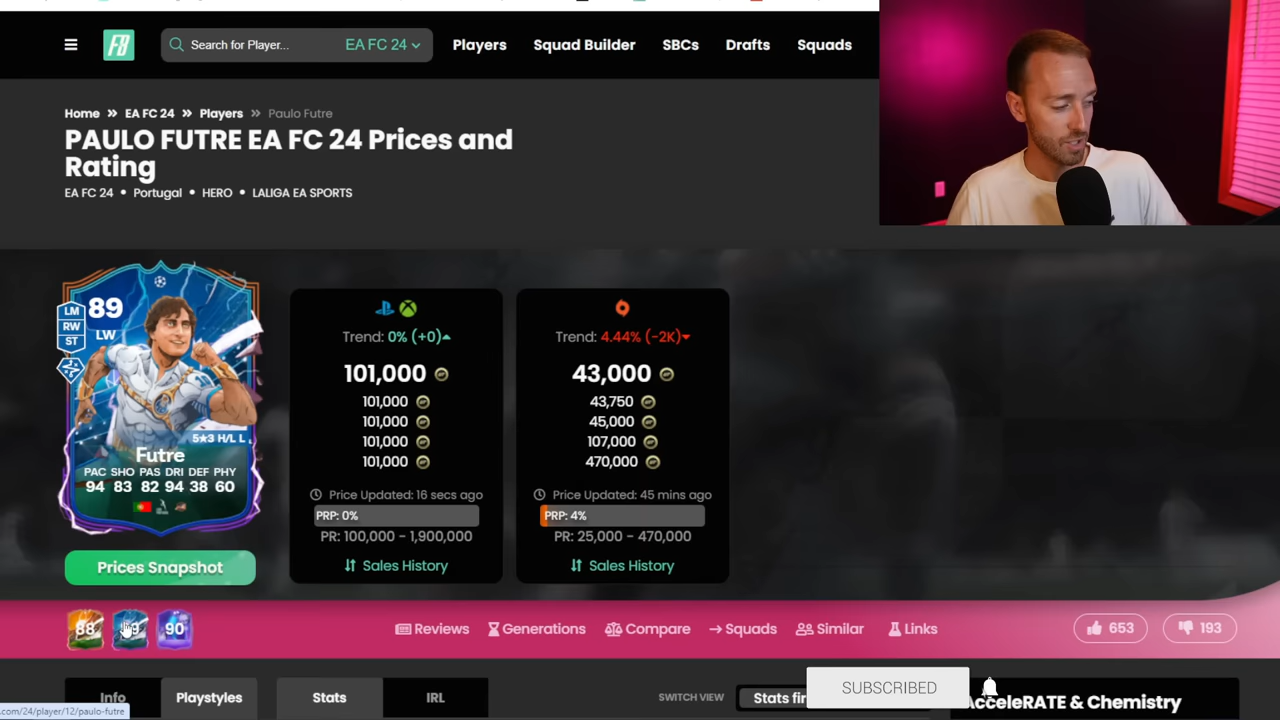 F8
Search for Player...
EA FC 24
Players
Squad Builder
SBCs
Drafts
Squads
Home » EA FC 24 » Players » Paulo Futre
PAULO FUTRE EA FC 24 Prices and
Rating
EA FC 24 • Portugal • HERO • LALIGA EA SPORTS
89
LW
LM
RW
ST
5★3 H/L L
Futre
PAC SHO PAS DRI DEF PHY
94 83 82 94 38 60
Prices Snapshot
Trend: 0% (+0)
101,000
101,000
101,000
101,000
101,000
Price Updated: 16 secs ago
PRP: 0%
PR: 100,000 - 1,900,000
Sales History
Trend: 4.44% (-2K)
43,000
43,750
45,000
107,000
470,000
Price Updated: 45 mins ago
PRP: 4%
PR: 25,000 - 470,000
Sales History
88
90
Reviews
Generations
Compare
Squads
Similar
Links
653
193
Info
Playstyles
Stats
IRL
SWITCH VIEW
Stats fir
SUBSCRIBED
AcceleRATE & Chemistry
.com/24/player/12/paulo-futre